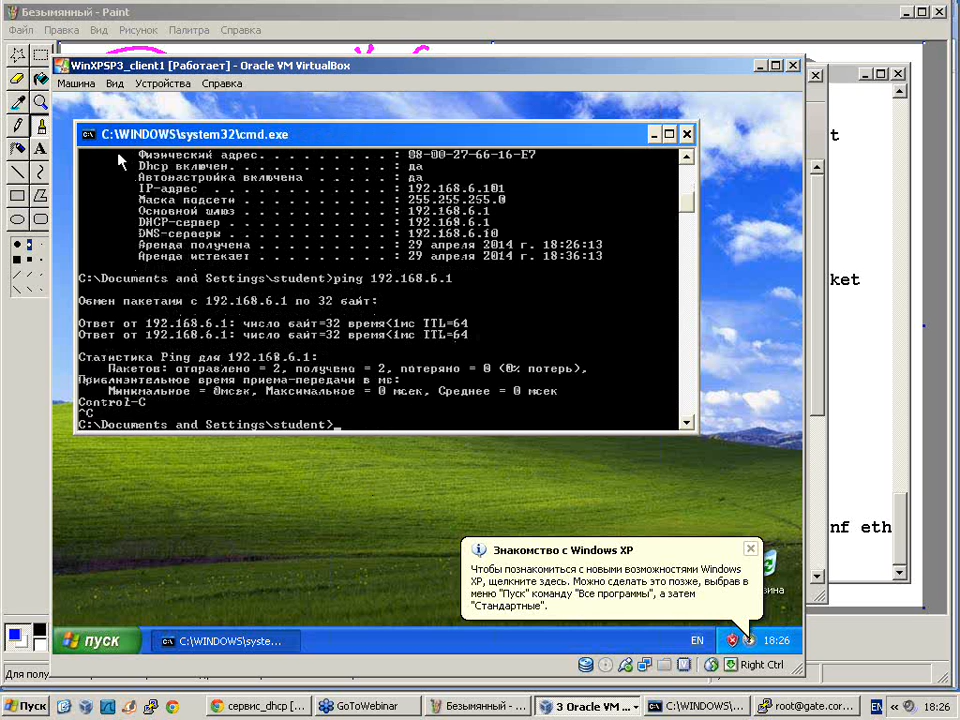 Безымянный - Paint
Файл Правка Вид Рисунок Палитра Справка
WinXPSP3_client1 [Работает] - Oracle VM VirtualBox
Машина Вид Устройства Справка
C:\WINDOWS\system32\cmd.exe
Физический адрес. . . . . . . . . : 08-00-27-66-16-E7
Dhcp включен. . . . . . . . . . . : да
Автонастройка включена . . . . . : да
IP-адрес . . . . . . . . . . . . : 192.168.6.101
Маска подсети . . . . . . . . . . : 255.255.255.0
Основной шлюз . . . . . . . . . . : 192.168.6.1
DHCP-сервер . . . . . . . . . . . : 192.168.6.1
DNS-серверы . . . . . . . . . . . : 192.168.6.10
Аренда получена . . . . . . . . . : 29 апреля 2014 г. 18:26:13
Аренда истекает . . . . . . . . . : 29 апреля 2014 г. 18:36:13
C:\Documents and Settings\student>ping 192.168.6.1
Обмен пакетами с 192.168.6.1 по 32 байт:
Ответ от 192.168.6.1: число байт=32 время<1мс TTL=64
Ответ от 192.168.6.1: число байт=32 время<1мс TTL=64
Статистика Ping для 192.168.6.1:
Пакетов: отправлено = 2, получено = 2, потеряно = 0 (0% потерь),
Приблизительное время приема-передачи в мс:
Минимальное = 0мсек, Максимальное = 0 мсек, Среднее = 0 мсек
Control-C
^C
C:\Documents and Settings\student>_
t
ket
nf eth
Знакомство с Windows XP
Чтобы познакомиться с новыми возможностями Windows
XP, щелкните здесь. Можно сделать это позже, выбрав в
меню "Пуск" команду "Все программы", а затем
"Стандартные".
зина
пуск C:\WINDOWS\syste... EN 18:26
Right Ctrl
Для полу
Пуск сервис_dhcp [... GoToWebinar Безымянный - ... 3 Oracle VM ... C:\WINDOWS\... root@gate.cor... EN « 18:26